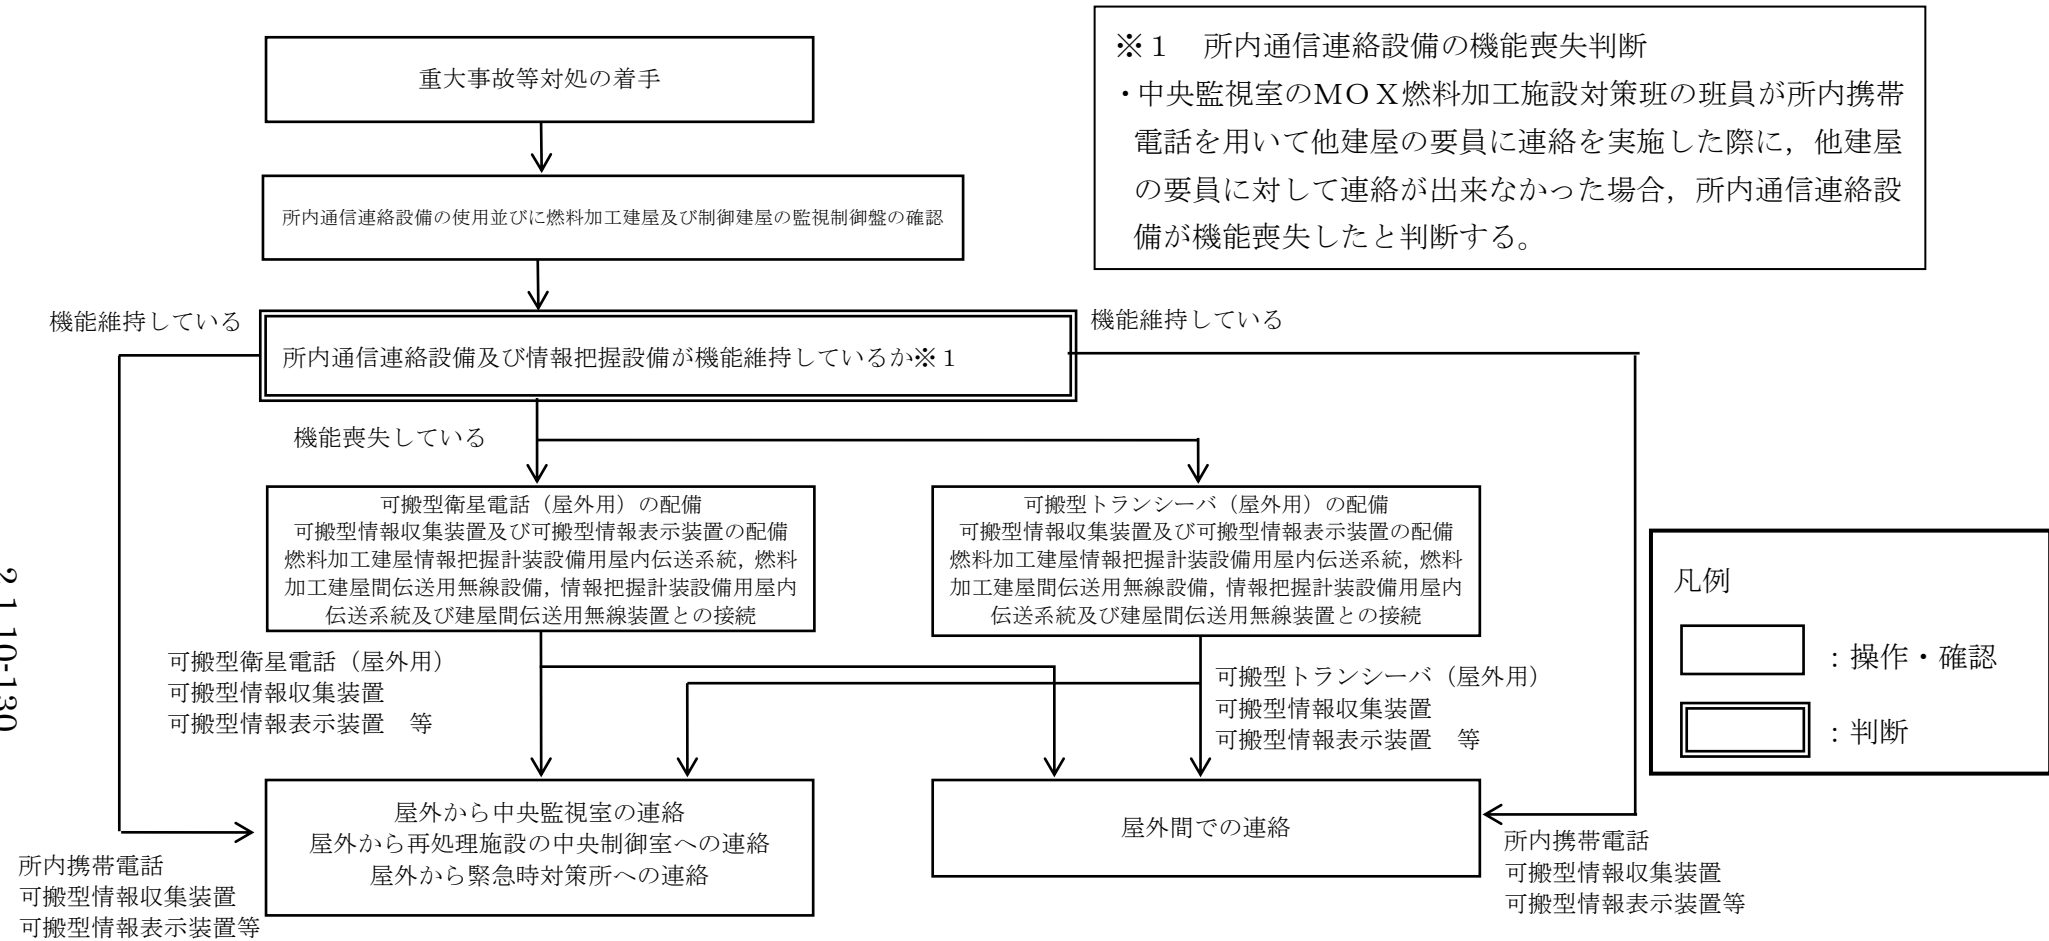 重大事故等対処の着手
※１　所内通信連絡設備の機能喪失判断
・中央監視室のＭＯＸ燃料加工施設対策班の班員が所内携帯
電話を用いて他建屋の要員に連絡を実施した際に，他建屋
の要員に対して連絡が出来なかった場合，所内通信連絡設
備が機能喪失したと判断する。
所内通信連絡設備の使用並びに燃料加工建屋及び制御建屋の監視制御盤の確認
機能維持している
機能維持している
所内通信連絡設備及び情報把握設備が機能維持しているか※１
機能喪失している
可搬型衛星電話（屋外用）の配備
可搬型情報収集装置及び可搬型情報表示装置の配備
燃料加工建屋情報把握計装設備用屋内伝送系統，燃料
加工建屋間伝送用無線設備，情報把握計装設備用屋内
伝送系統及び建屋間伝送用無線装置との接続
可搬型トランシーバ（屋外用）の配備
可搬型情報収集装置及び可搬型情報表示装置の配備
燃料加工建屋情報把握計装設備用屋内伝送系統，燃料
加工建屋間伝送用無線設備，情報把握計装設備用屋内
伝送系統及び建屋間伝送用無線装置との接続
凡例
：操作・確認
：判断
可搬型衛星電話（屋外用）
可搬型情報収集装置
可搬型情報表示装置　等
可搬型トランシーバ（屋外用）
可搬型情報収集装置
可搬型情報表示装置　等
屋外から中央監視室の連絡
屋外から再処理施設の中央制御室への連絡
屋外から緊急時対策所への連絡
屋外間での連絡
所内携帯電話
可搬型情報収集装置
可搬型情報表示装置等
所内携帯電話
可搬型情報収集装置
可搬型情報表示装置等
2.1.10-130